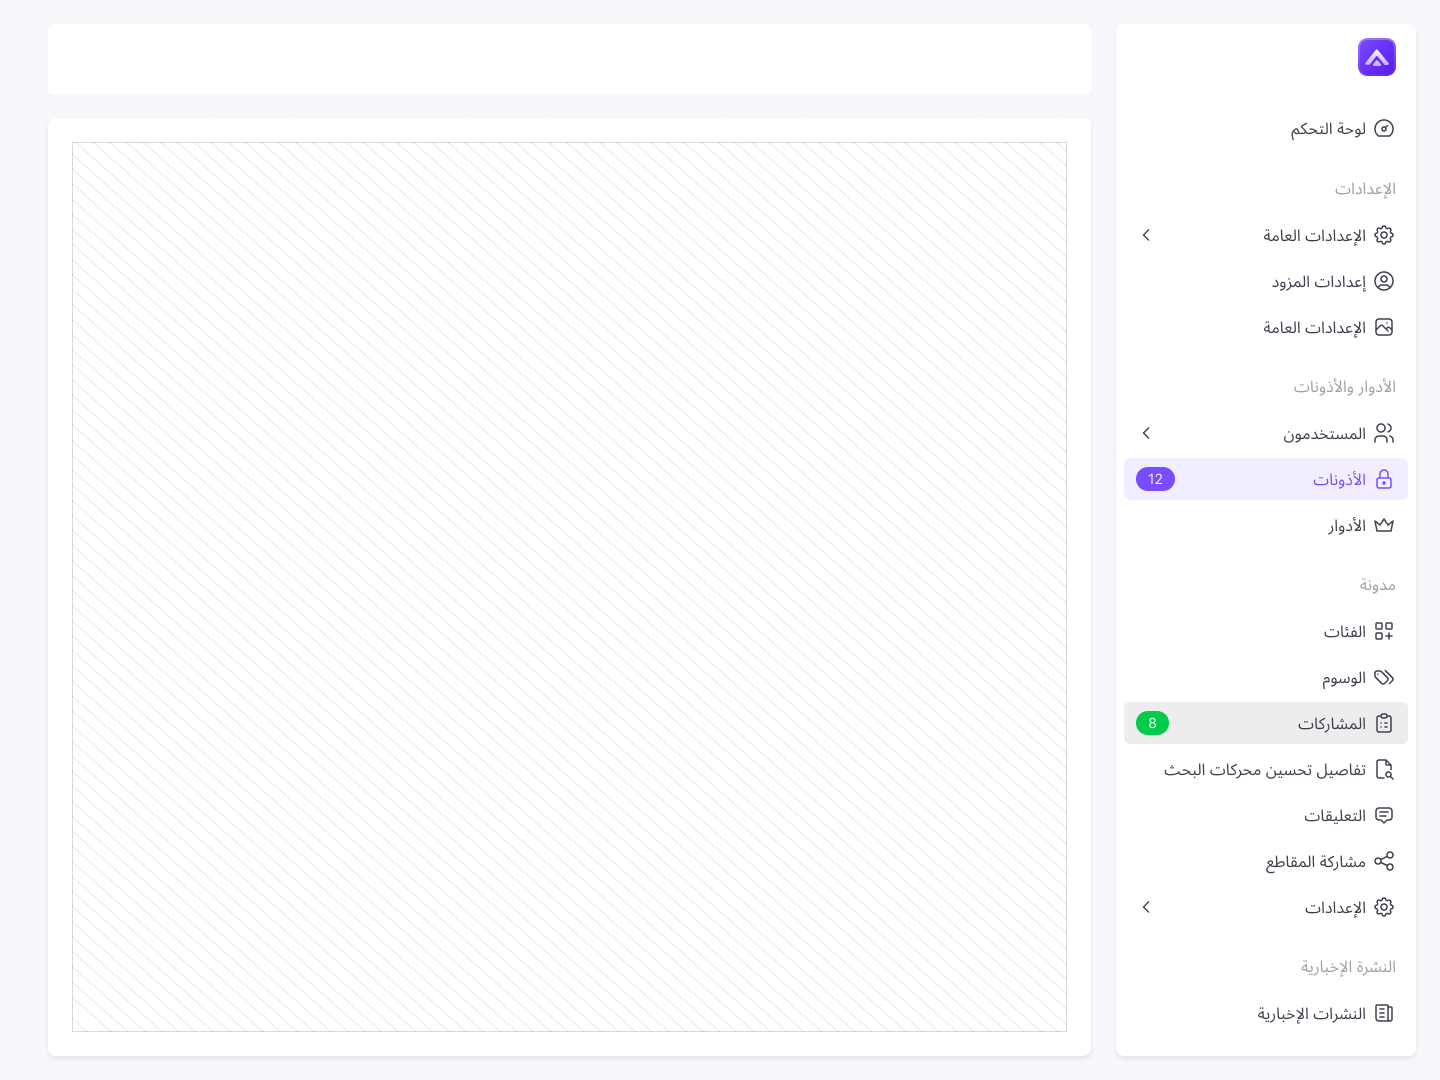 لوحة التحكم
الإعدادات
الإعدادات العامة
إعدادات المزود
الإعدادات العامة
الأدوار والأذونات
المستخدمون
الأذونات 12
الأدوار
مدونة
الفئات
الوسوم
المشاركات 8
تفاصيل تحسين محركات البحث
التعليقات
مشاركة المقاطع
الإعدادات
النشرة الإخبارية
النشرات الإخبارية